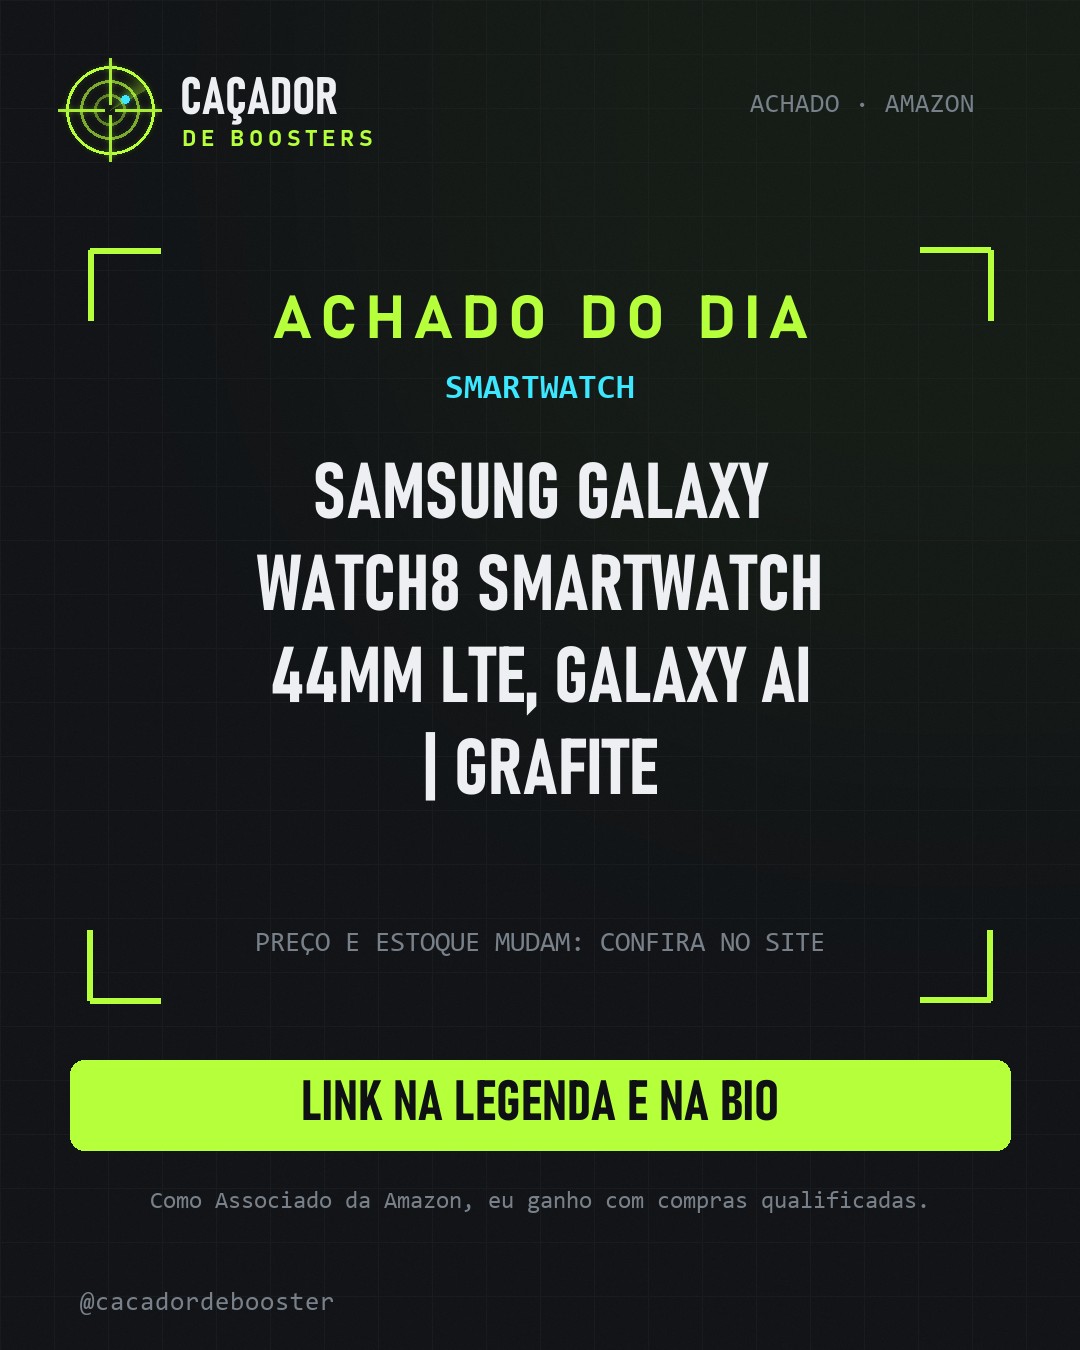 CAÇADOR
DE BOOSTERS
ACHADO · AMAZON
ACHADO DO DIA
SMARTWATCH
SAMSUNG GALAXY
WATCH8 SMARTWATCH
44MM LTE, GALAXY AI
| GRAFITE
PREÇO E ESTOQUE MUDAM: CONFIRA NO SITE
LINK NA LEGENDA E NA BIO
Como Associado da Amazon, eu ganho com compras qualificadas.
@cacadordebooster